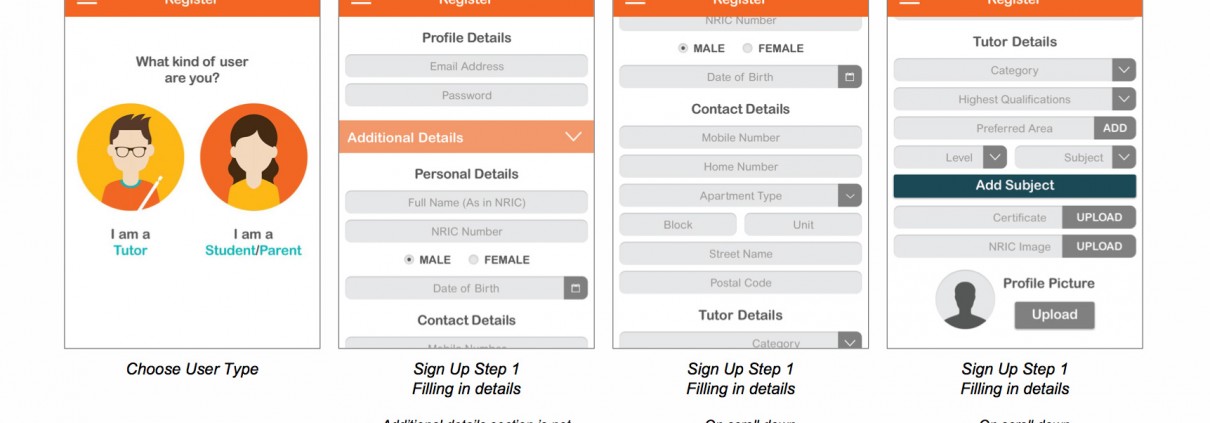 Register
What kind of user
are you?
I am a
Tutor
I am a
Student/Parent
Choose User Type
Register
Profile Details
Email Address
Password
Additional Details
Personal Details
Full Name (As in NRIC)
NRIC Number
MALE FEMALE
Date of Birth
Contact Details
Mobile Number
Sign Up Step 1
Filling in details
Additional details section is not
Register
NRIC Number
MALE FEMALE
Date of Birth
Contact Details
Mobile Number
Home Number
Apartment Type
Block Unit
Street Name
Postal Code
Tutor Details
Category
Sign Up Step 1
Filling in details
On scroll down
Register
Tutor Details
Category
Highest Qualifications
Preferred Area ADD
Level Subject
Add Subject
Certificate UPLOAD
NRIC Image UPLOAD
Profile Picture
Upload
Sign Up Step 1
Filling in details
On scroll down